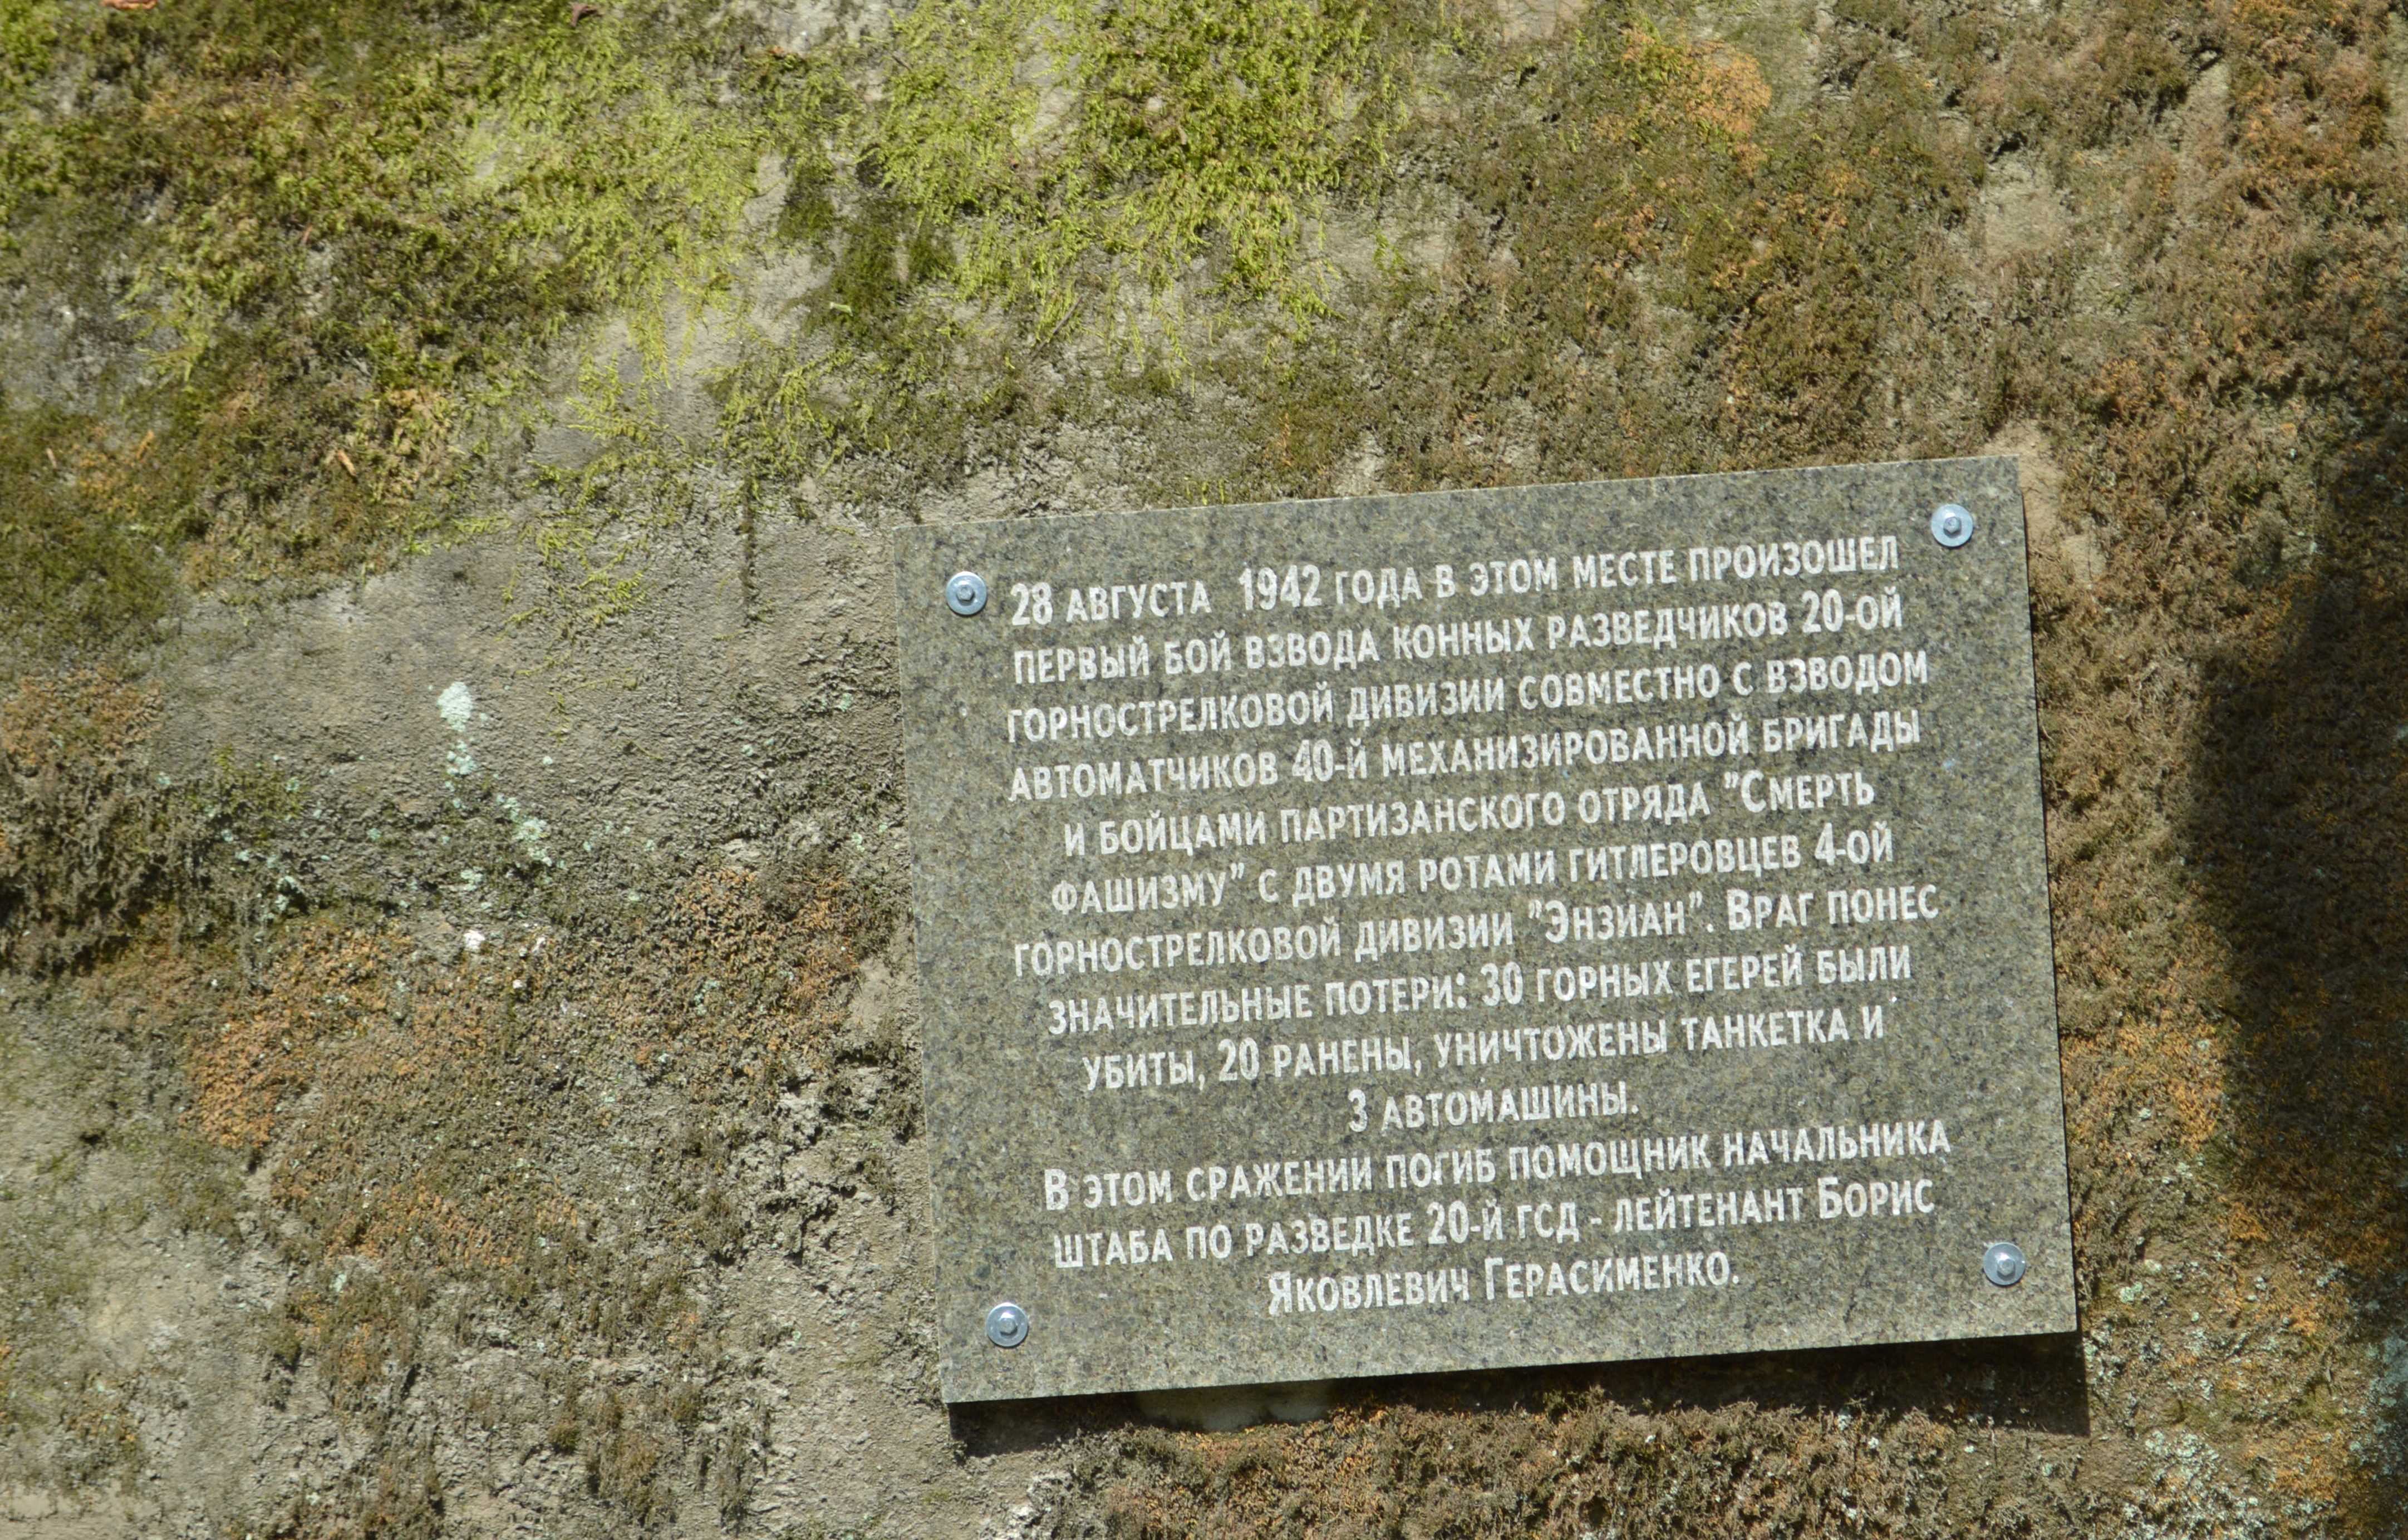 28 АВГУСТА 1942 ГОДА В ЭТОМ МЕСТЕ ПРОИЗОШЕЛ
ПЕРВЫЙ БОЙ ВЗВОДА КОННЫХ РАЗВЕДЧИКОВ 20-ОЙ
ГОРНОСТРЕЛКОВОЙ ДИВИЗИИ СОВМЕСТНО С ВЗВОДОМ
АВТОМАТЧИКОВ 40-Й МЕХАНИЗИРОВАННОЙ БРИГАДЫ
И БОЙЦАМИ ПАРТИЗАНСКОГО ОТРЯДА "СМЕРТЬ
ФАШИЗМУ" С ДВУМЯ РОТАМИ ГИТЛЕРОВЦЕВ 4-ОЙ
ГОРНОСТРЕЛКОВОЙ ДИВИЗИИ "ЭНЗИАН". ВРАГ ПОНЕС
ЗНАЧИТЕЛЬНЫЕ ПОТЕРИ: 30 ГОРНЫХ ЕГЕРЕЙ БЫЛИ
УБИТЫ, 20 РАНЕНЫ, УНИЧТОЖЕНЫ ТАНКЕТКА И
3 АВТОМАШИНЫ.
В ЭТОМ СРАЖЕНИИ ПОГИБ ПОМОЩНИК НАЧАЛЬНИКА
ШТАБА ПО РАЗВЕДКЕ 20-Й ГСД - ЛЕЙТЕНАНТ БОРИС
ЯКОВЛЕВИЧ ГЕРАСИМЕНКО.